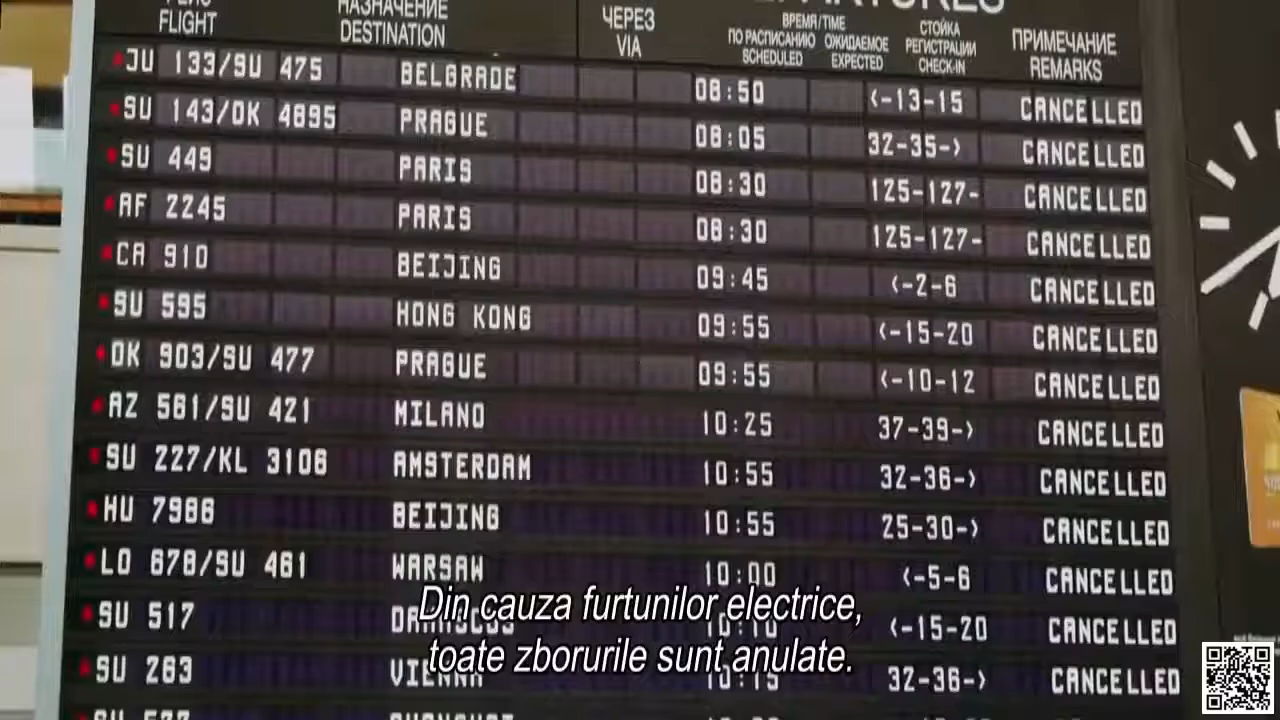 FLIGHT
НАЗНАЧЕНИЕ
DESTINATION
ЧЕРЕЗ
VIA
ВРЕМЯ/TIME
ПО РАСПИСАНИЮ
SCHEDULED
ОЖИДАЕМОЕ
EXPECTED
СТОЙКА
РЕГИСТРАЦИИ
CHECK-IN
ПРИМЕЧАНИЕ
REMARKS
JU 133/SU 475 BELGRADE 08:50 <-13-15 CANCELLED
SU 143/OK 4895 PRAGUE 08:05 32-35-> CANCELLED
SU 449 PARIS 08:30 125-127- CANCELLED
AF 2245 PARIS 08:30 125-127- CANCELLED
CA 910 BEIJING 09:45 <-2-6 CANCELLED
SU 595 HONG KONG 09:55 <-15-20 CANCELLED
OK 903/SU 477 PRAGUE 09:55 <-10-12 CANCELLED
AZ 581/SU 421 MILANO 10:25 37-39-> CANCELLED
SU 227/KL 3106 AMSTERDAM 10:55 32-36-> CANCELLED
HU 7986 BEIJING 10:55 25-30-> CANCELLED
LO 678/SU 461 WARSAW 10:00 <-5-6 CANCELLED
SU 517 DAMASCUS 10:10 <-15-20 CANCELLED
SU 263 VIENNA 10:15 32-36-> CANCELLED
Din cauza furtunilor electrice,
toate zborurile sunt anulate.